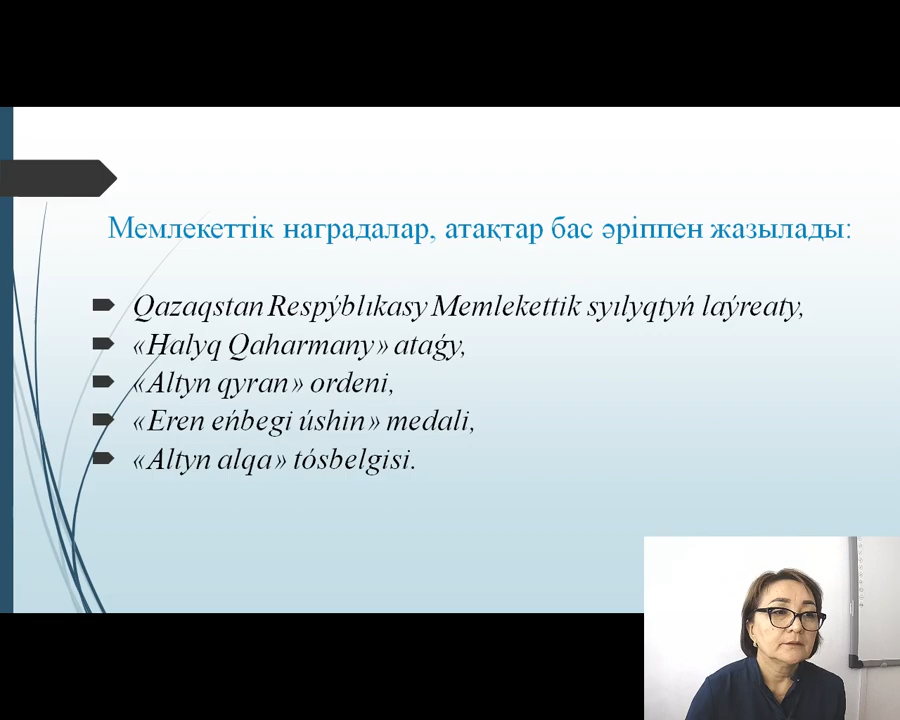 Мемлекеттік наградалар, атақтар бас әріппен жазылады:
Qazaqstan Respýblıkasy Memlekettik syılyqtyń laýreaty,
«Halyq Qaharmany» ataǵy,
«Altyn qyran» ordeni,
«Eren eńbegi úshin» medali,
«Altyn alqa» tósbelgisi.